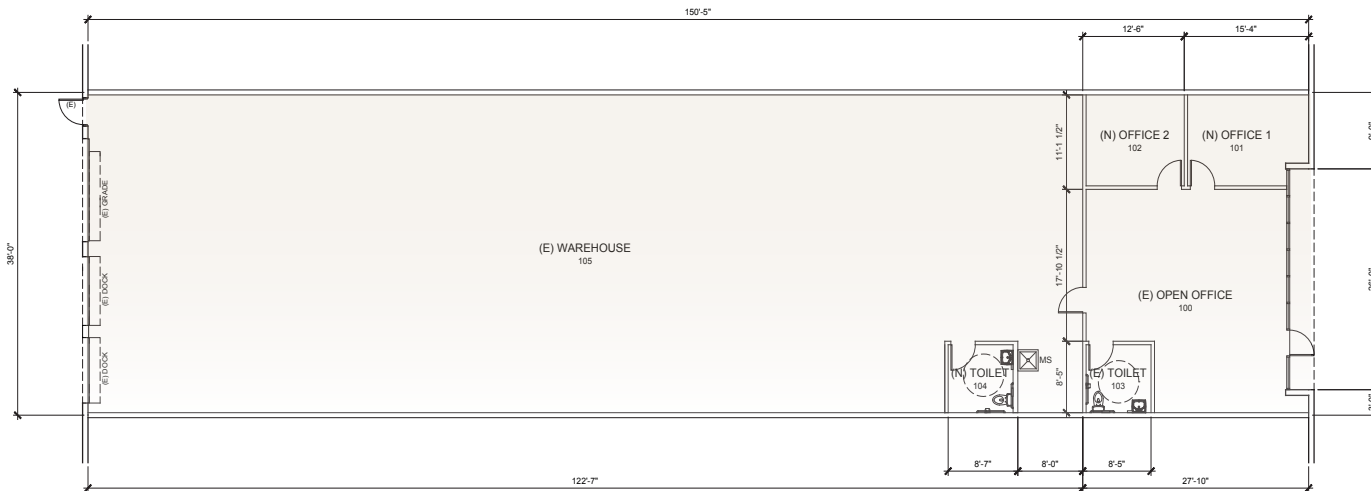 150'-5"
12'-6"
15'-4"
(E)
38'-0"
(E) GRADE
(E) DOCK
(E) DOCK
(E) WAREHOUSE
105
11'-1 1/2"
17'-10 1/2"
8'-5"
(N) OFFICE 2
102
(N) OFFICE 1
101
(E) OPEN OFFICE
100
(N) TOILET
104
MS
(E) TOILET
103
8'-7"
8'-0"
8'-5"
122'-7"
27'-10"